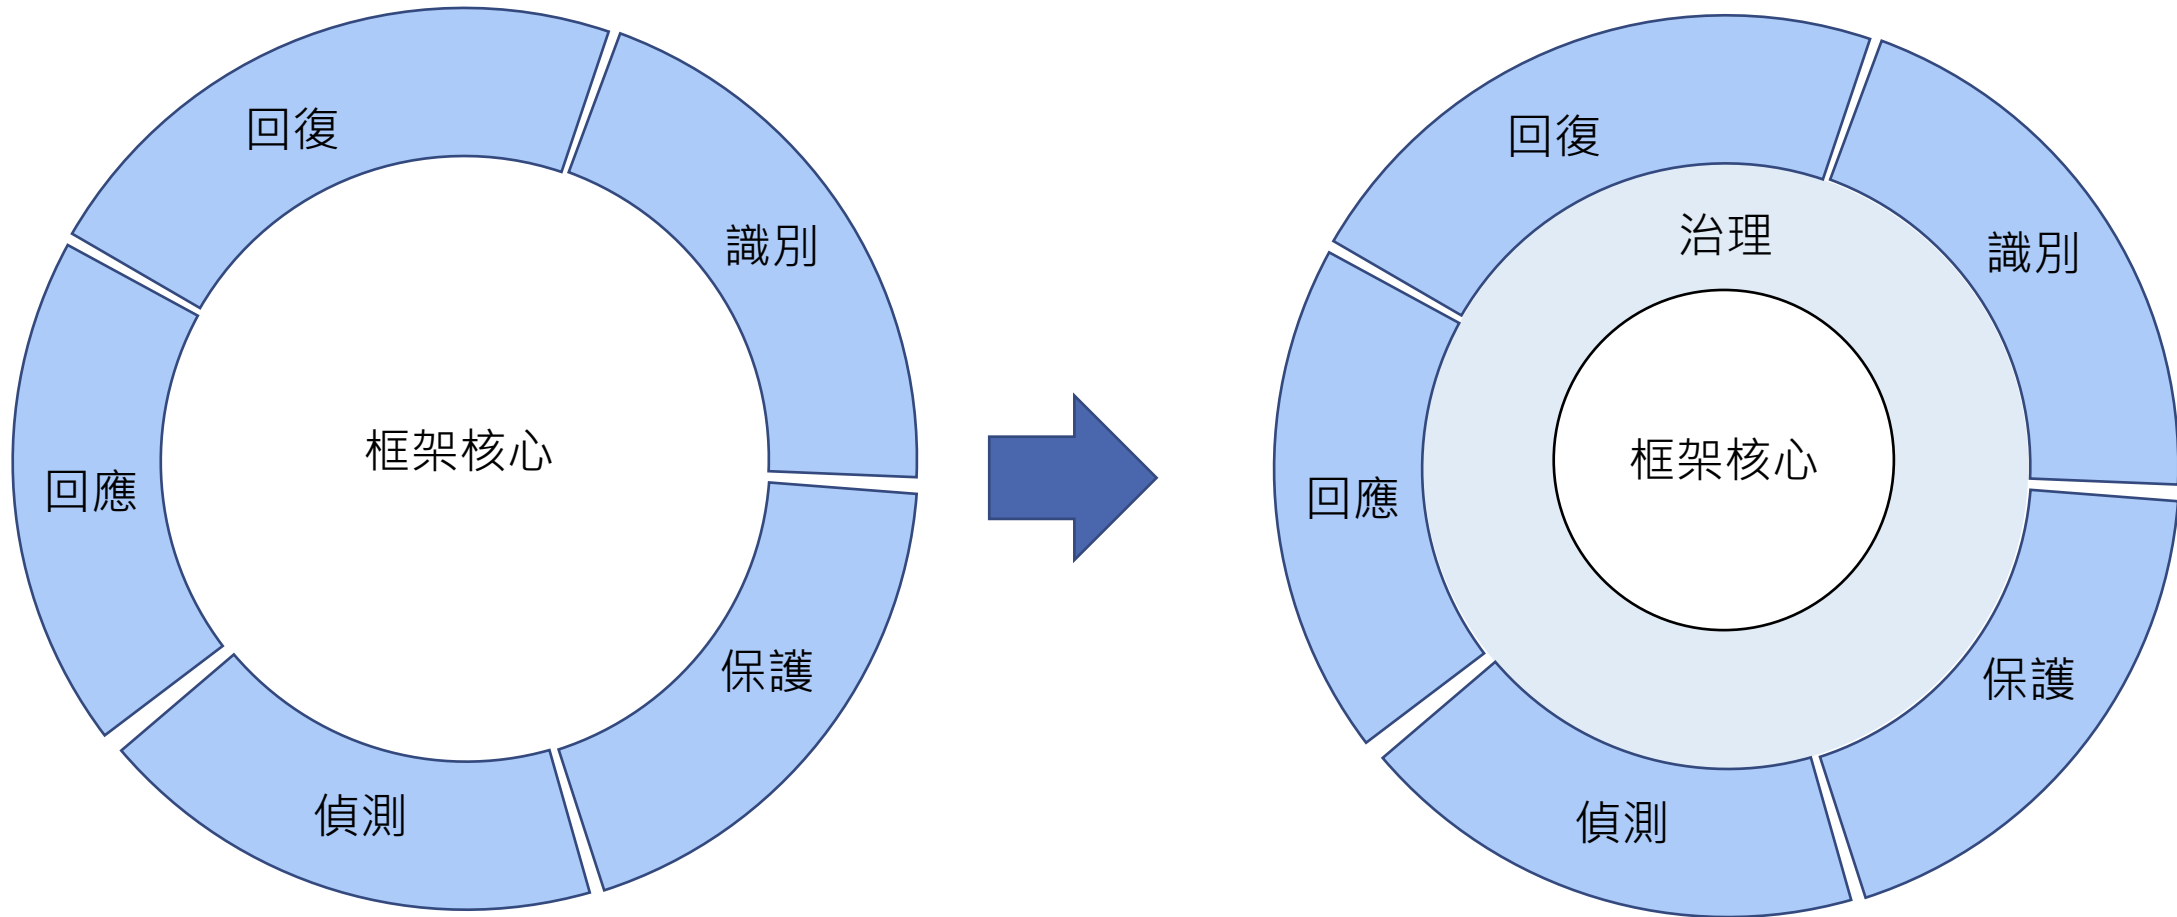 回復
識別
框架核心
回應
保護
偵測
回復
治理
識別
框架核心
回應
保護
偵測